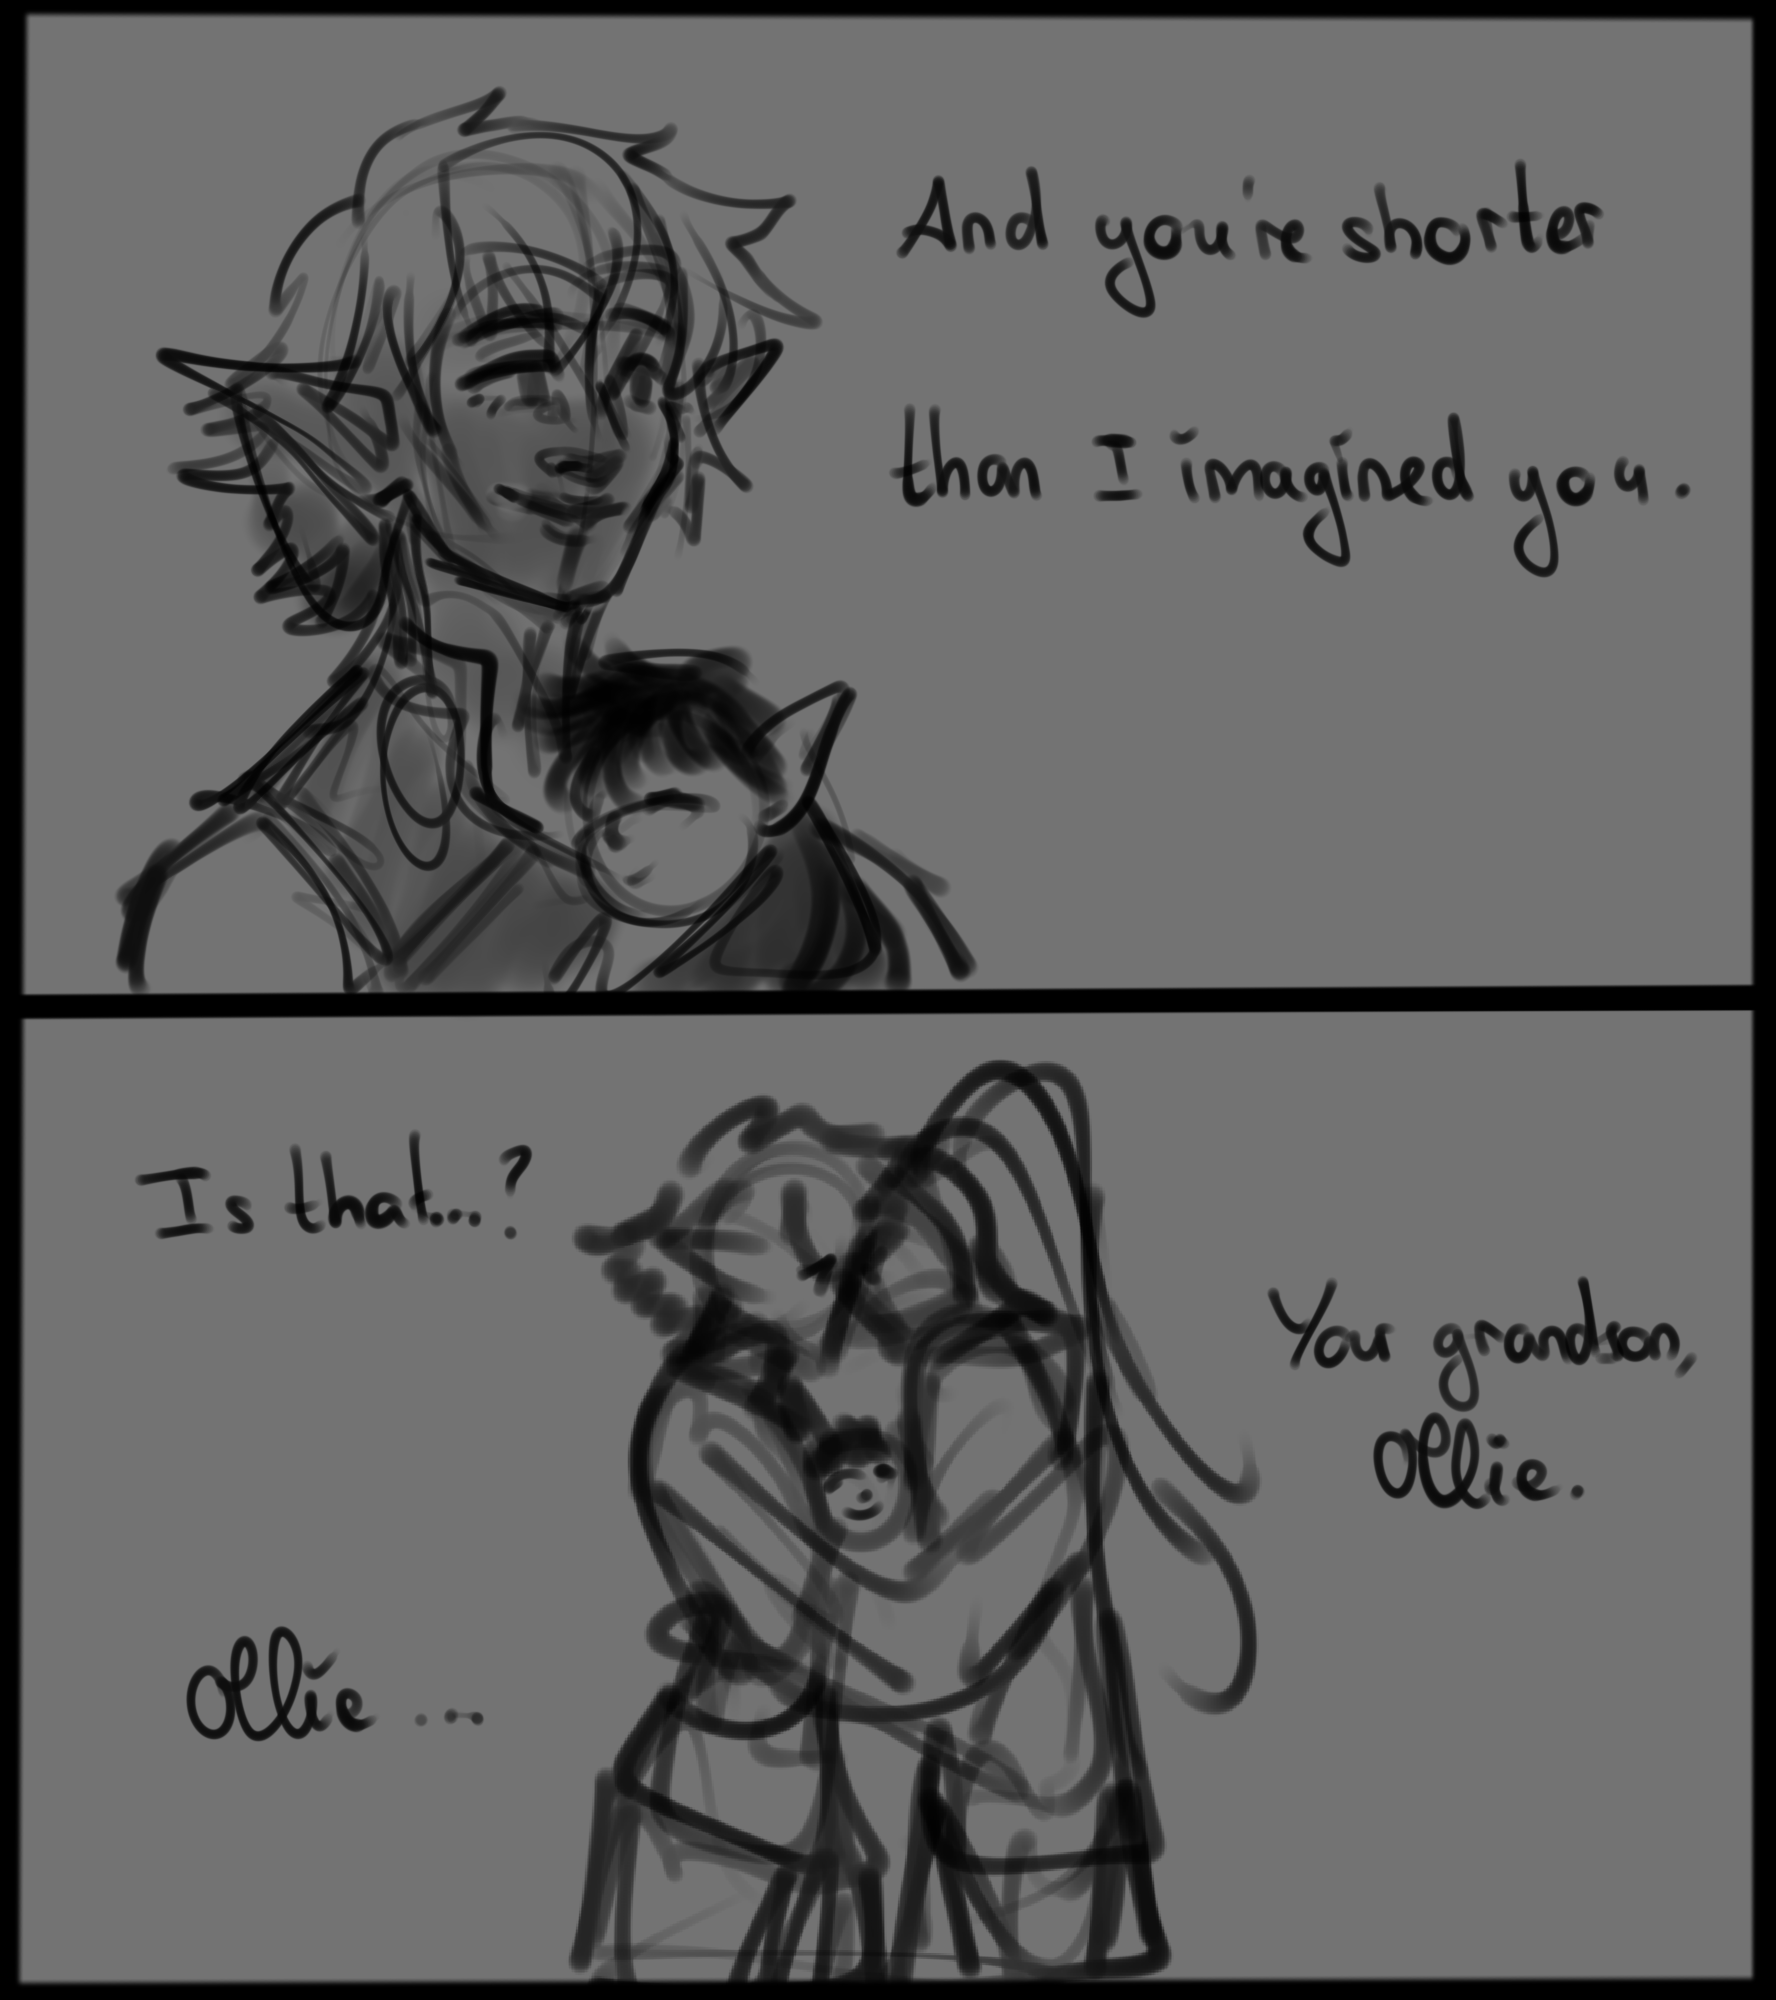 And you're shorter
than I imagined you.
Is that...?
Your grandson,
Ollie.
Ollie ...